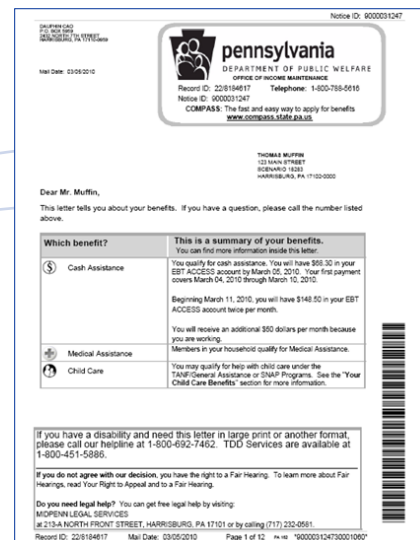 Notice ID: 9000031247
DAUPHIN CAO
P.O. BOX 5959
2432 NORTH 7TH STREET
HARRISBURG, PA 17110-0959
pennsylvania
DEPARTMENT OF PUBLIC WELFARE
OFFICE OF INCOME MAINTENANCE
Mail Date: 03/05/2010
Record ID: 22/8184617 Telephone: 1-800-788-5616
Notice ID: 9000031247
COMPASS: The fast and easy way to apply for benefits
www.compass.state.pa.us
THOMAS MUFFIN
123 MAIN STREET
SCENARIO 18283
HARRISBURG, PA 17102-0000
Dear Mr. Muffin,
This letter tells you about your benefits. If you have a question, please call the number listed
above.
Which benefit?
This is a summary of your benefits.
You can find more information inside this letter.
Cash Assistance
You qualify for cash assistance. You will have $68.30 in your
EBT ACCESS account by March 05, 2010. Your first payment
covers March 04, 2010 through March 10, 2010.
Beginning March 11, 2010, you will have $148.50 in your EBT
ACCESS account twice per month.
You will receive an additional $50 dollars per month because
you are working.
Medical Assistance
Members in your household qualify for Medical Assistance.
Child Care
You may qualify for help with child care under the
TANF/General Assistance or SNAP Programs. See the "Your
Child Care Benefits" section for more information.
If you have a disability and need this letter in large print or another format,
please call our helpline at 1-800-692-7462. TDD Services are available at
1-800-451-5886.
If you do not agree with our decision, you have the right to a Fair Hearing. To learn more about Fair
Hearings, read Your Right to Appeal and to a Fair Hearing.
Do you need legal help? You can get free legal help by visiting:
MIDPENN LEGAL SERVICES
at 213-A NORTH FRONT STREET, HARRISBURG, PA 17101 or by calling (717) 232-0581.
Record ID: 22/8184617 Mail Date: 03/05/2010 Page 1 of 12 PA 162 *900003124730001060*